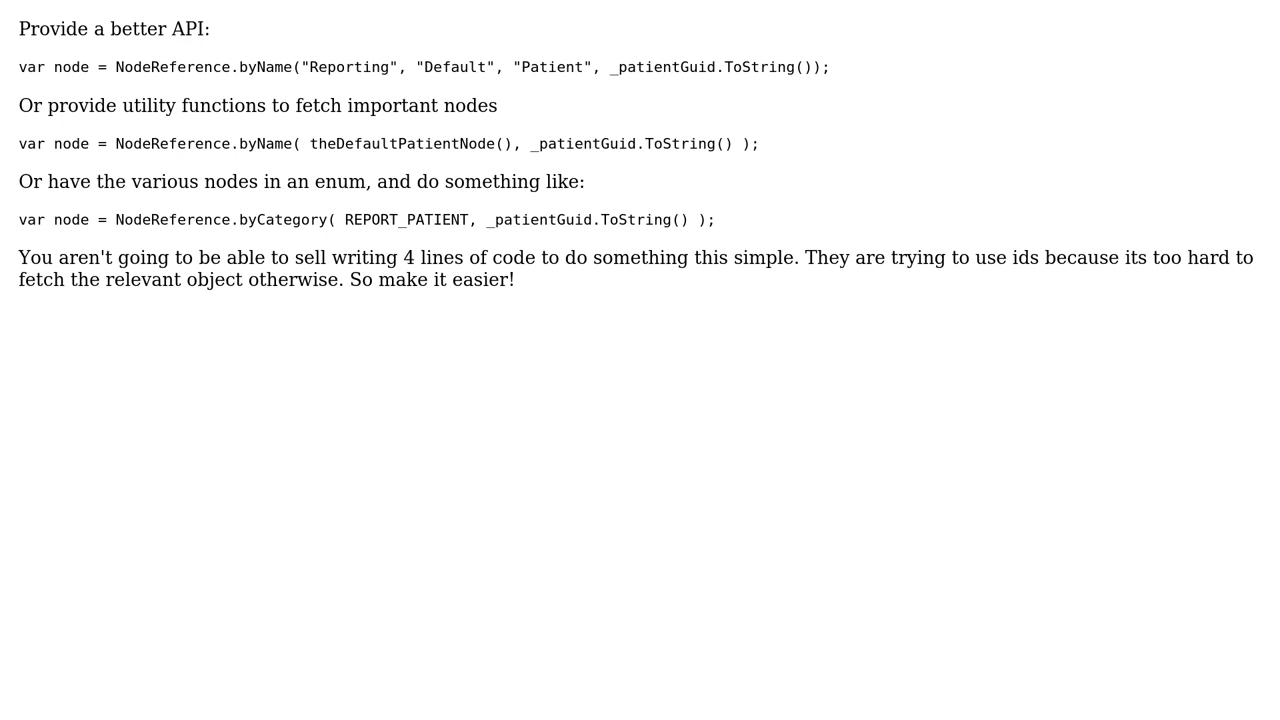 Provide a better API:
var node = NodeReference.byName("Reporting", "Default", "Patient", _patientGuid.ToString());
Or provide utility functions to fetch important nodes
var node = NodeReference.byName( theDefaultPatientNode(), _patientGuid.ToString() );
Or have the various nodes in an enum, and do something like:
var node = NodeReference.byCategory( REPORT_PATIENT, _patientGuid.ToString() );
You aren't going to be able to sell writing 4 lines of code to do something this simple. They are trying to use ids because its too hard to
fetch the relevant object otherwise. So make it easier!